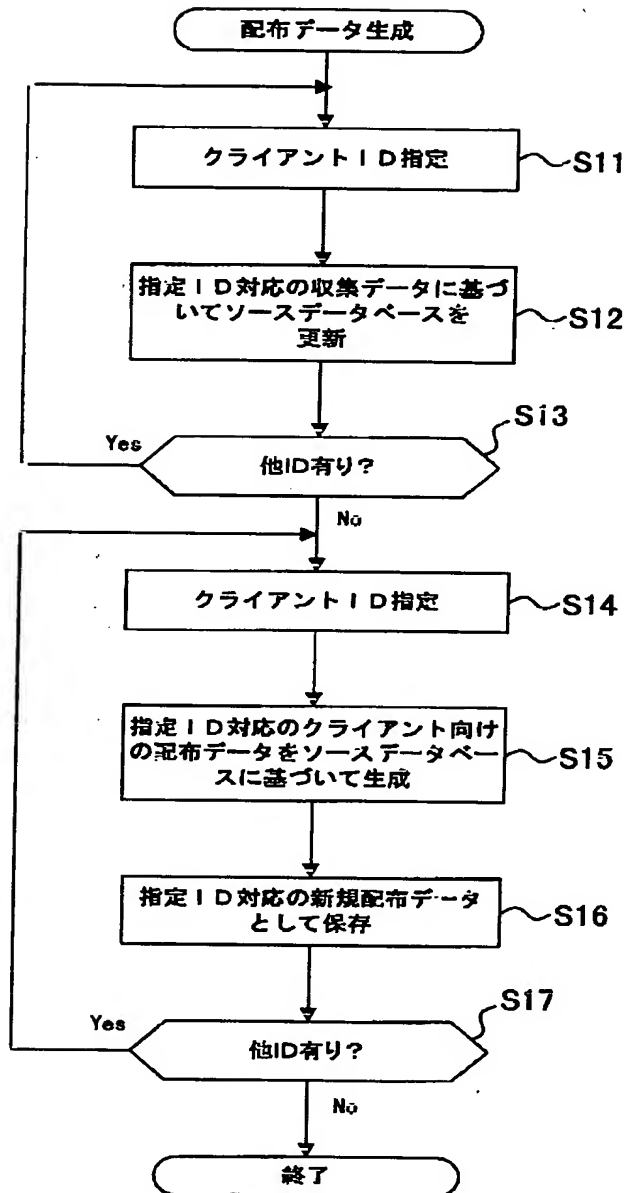 配布データ生成
クライアントID指定
S11
指定ID対応の収集データに基づ
いてソースデータベースを
更新
S12
S13
Yes
他ID有り?
No
クライアントID指定
S14
指定ID対応のクライアント向け
の配布データをソースデータベー
スに基づいて生成
S15
指定ID対応の新規配布データ
として保存
S16
S17
Yes
他ID有り?
No
終了